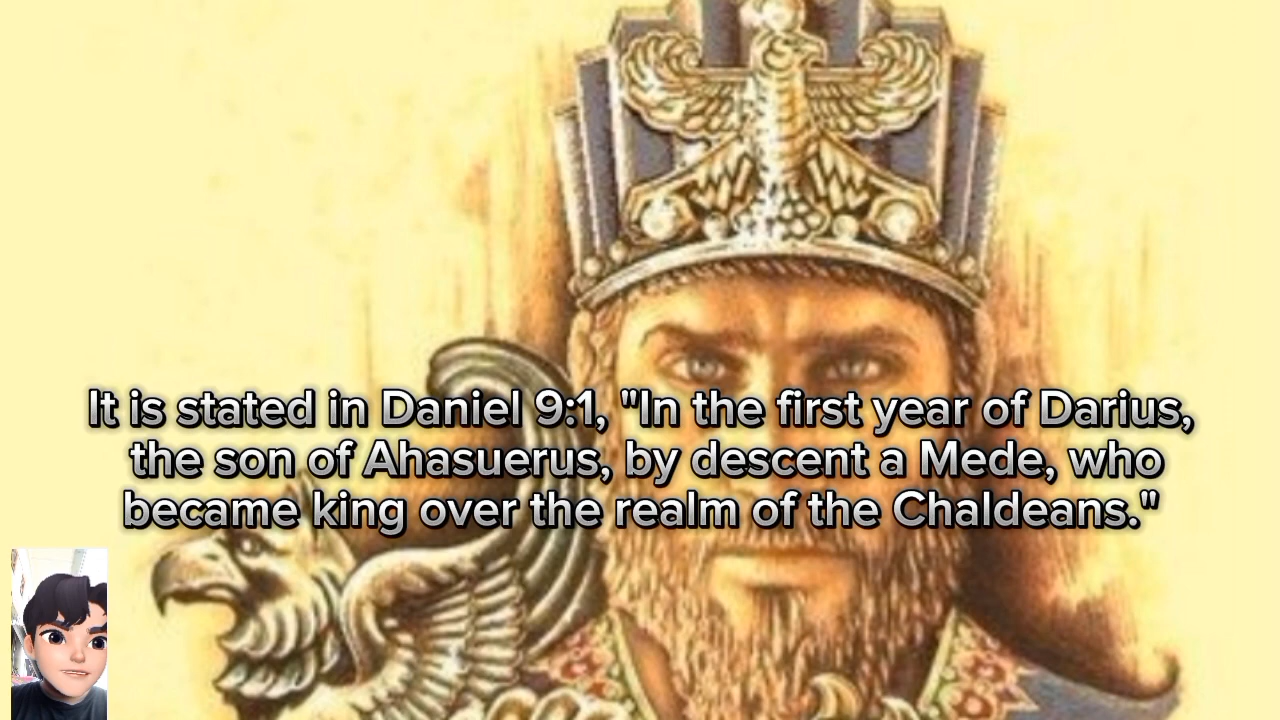 It is stated in Daniel 9:1, "In the first year of Darius,
the son of Ahasuerus, by descent a Mede, who
became king over the realm of the Chaldeans."